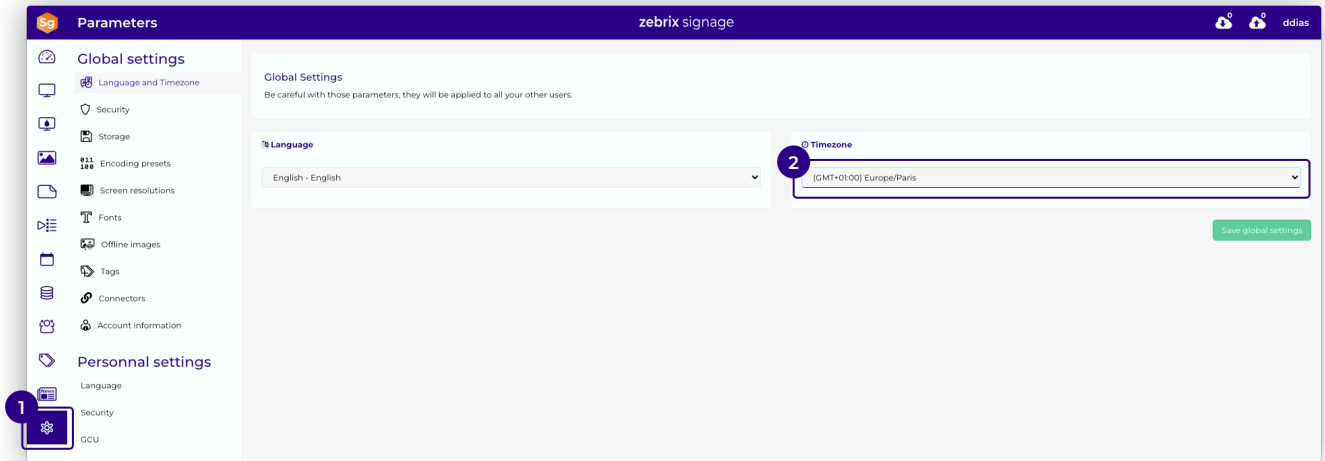 Sg
Parameters
zebrix signage
0
0
ddias
Global settings
Language and Timezone
Security
Storage
011
100
Encoding presets
Screen resolutions
Fonts
Offline images
Tags
Connectors
Account information
Personnal settings
Language
Security
GCU
News
1
Global Settings
Be careful with those parameters, they will be applied to all your other users.
Language
English - English
Timezone
2
(GMT+01:00) Europe/Paris
Save global settings